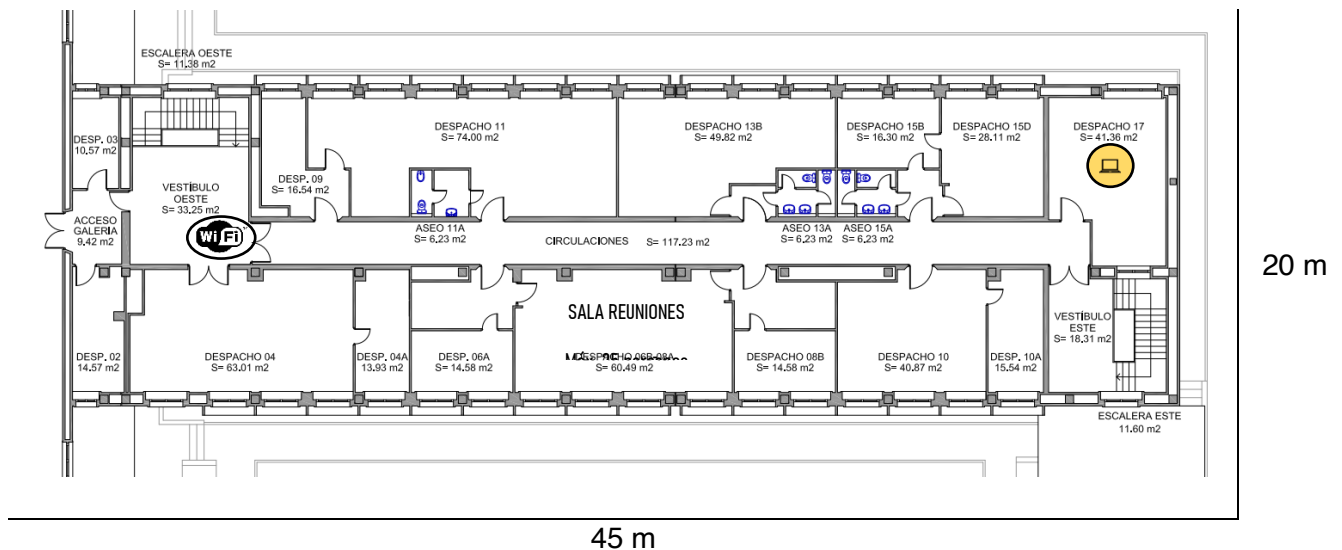 ESCALERA OESTE
S= 11.38 m2
DESP. 03
10.57 m2
VESTÍBULO
OESTE
S= 33.25 m2
ACCESO
GALERIA
9.42 m2
WiFi
DESP. 09
S= 16.54 m2
DESPACHO 11
S= 74.00 m2
DESPACHO 13B
S= 49.82 m2
DESPACHO 15B
S= 16.30 m2
DESPACHO 15D
S= 28.11 m2
DESPACHO 17
S= 41.36 m2
ASEO 11A
S= 6.23 m2
CIRCULACIONES S= 117.23 m2
ASEO 13A
S= 6.23 m2
ASEO 15A
S= 6.23 m2
20 m
DESP. 02
14.57 m2
DESPACHO 04
S= 63.01 m2
DESP. 04A
13.93 m2
DESP. 06A
S= 14.58 m2
SALA REUNIONES
S= 60.49 m2
DESPACHO 08B
S= 14.58 m2
DESPACHO 10
S= 40.87 m2
DESP. 10A
15.54 m2
VESTÍBULO
ESTE
S= 18.31 m2
ESCALERA ESTE
11.60 m2
45 m